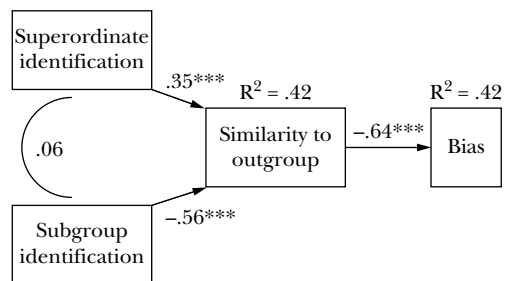 Superordinate
identification
.35***
R² = .42
R² = .42
.06
Similarity to
outgroup
–.64***
Bias
–.56***
Subgroup
identification